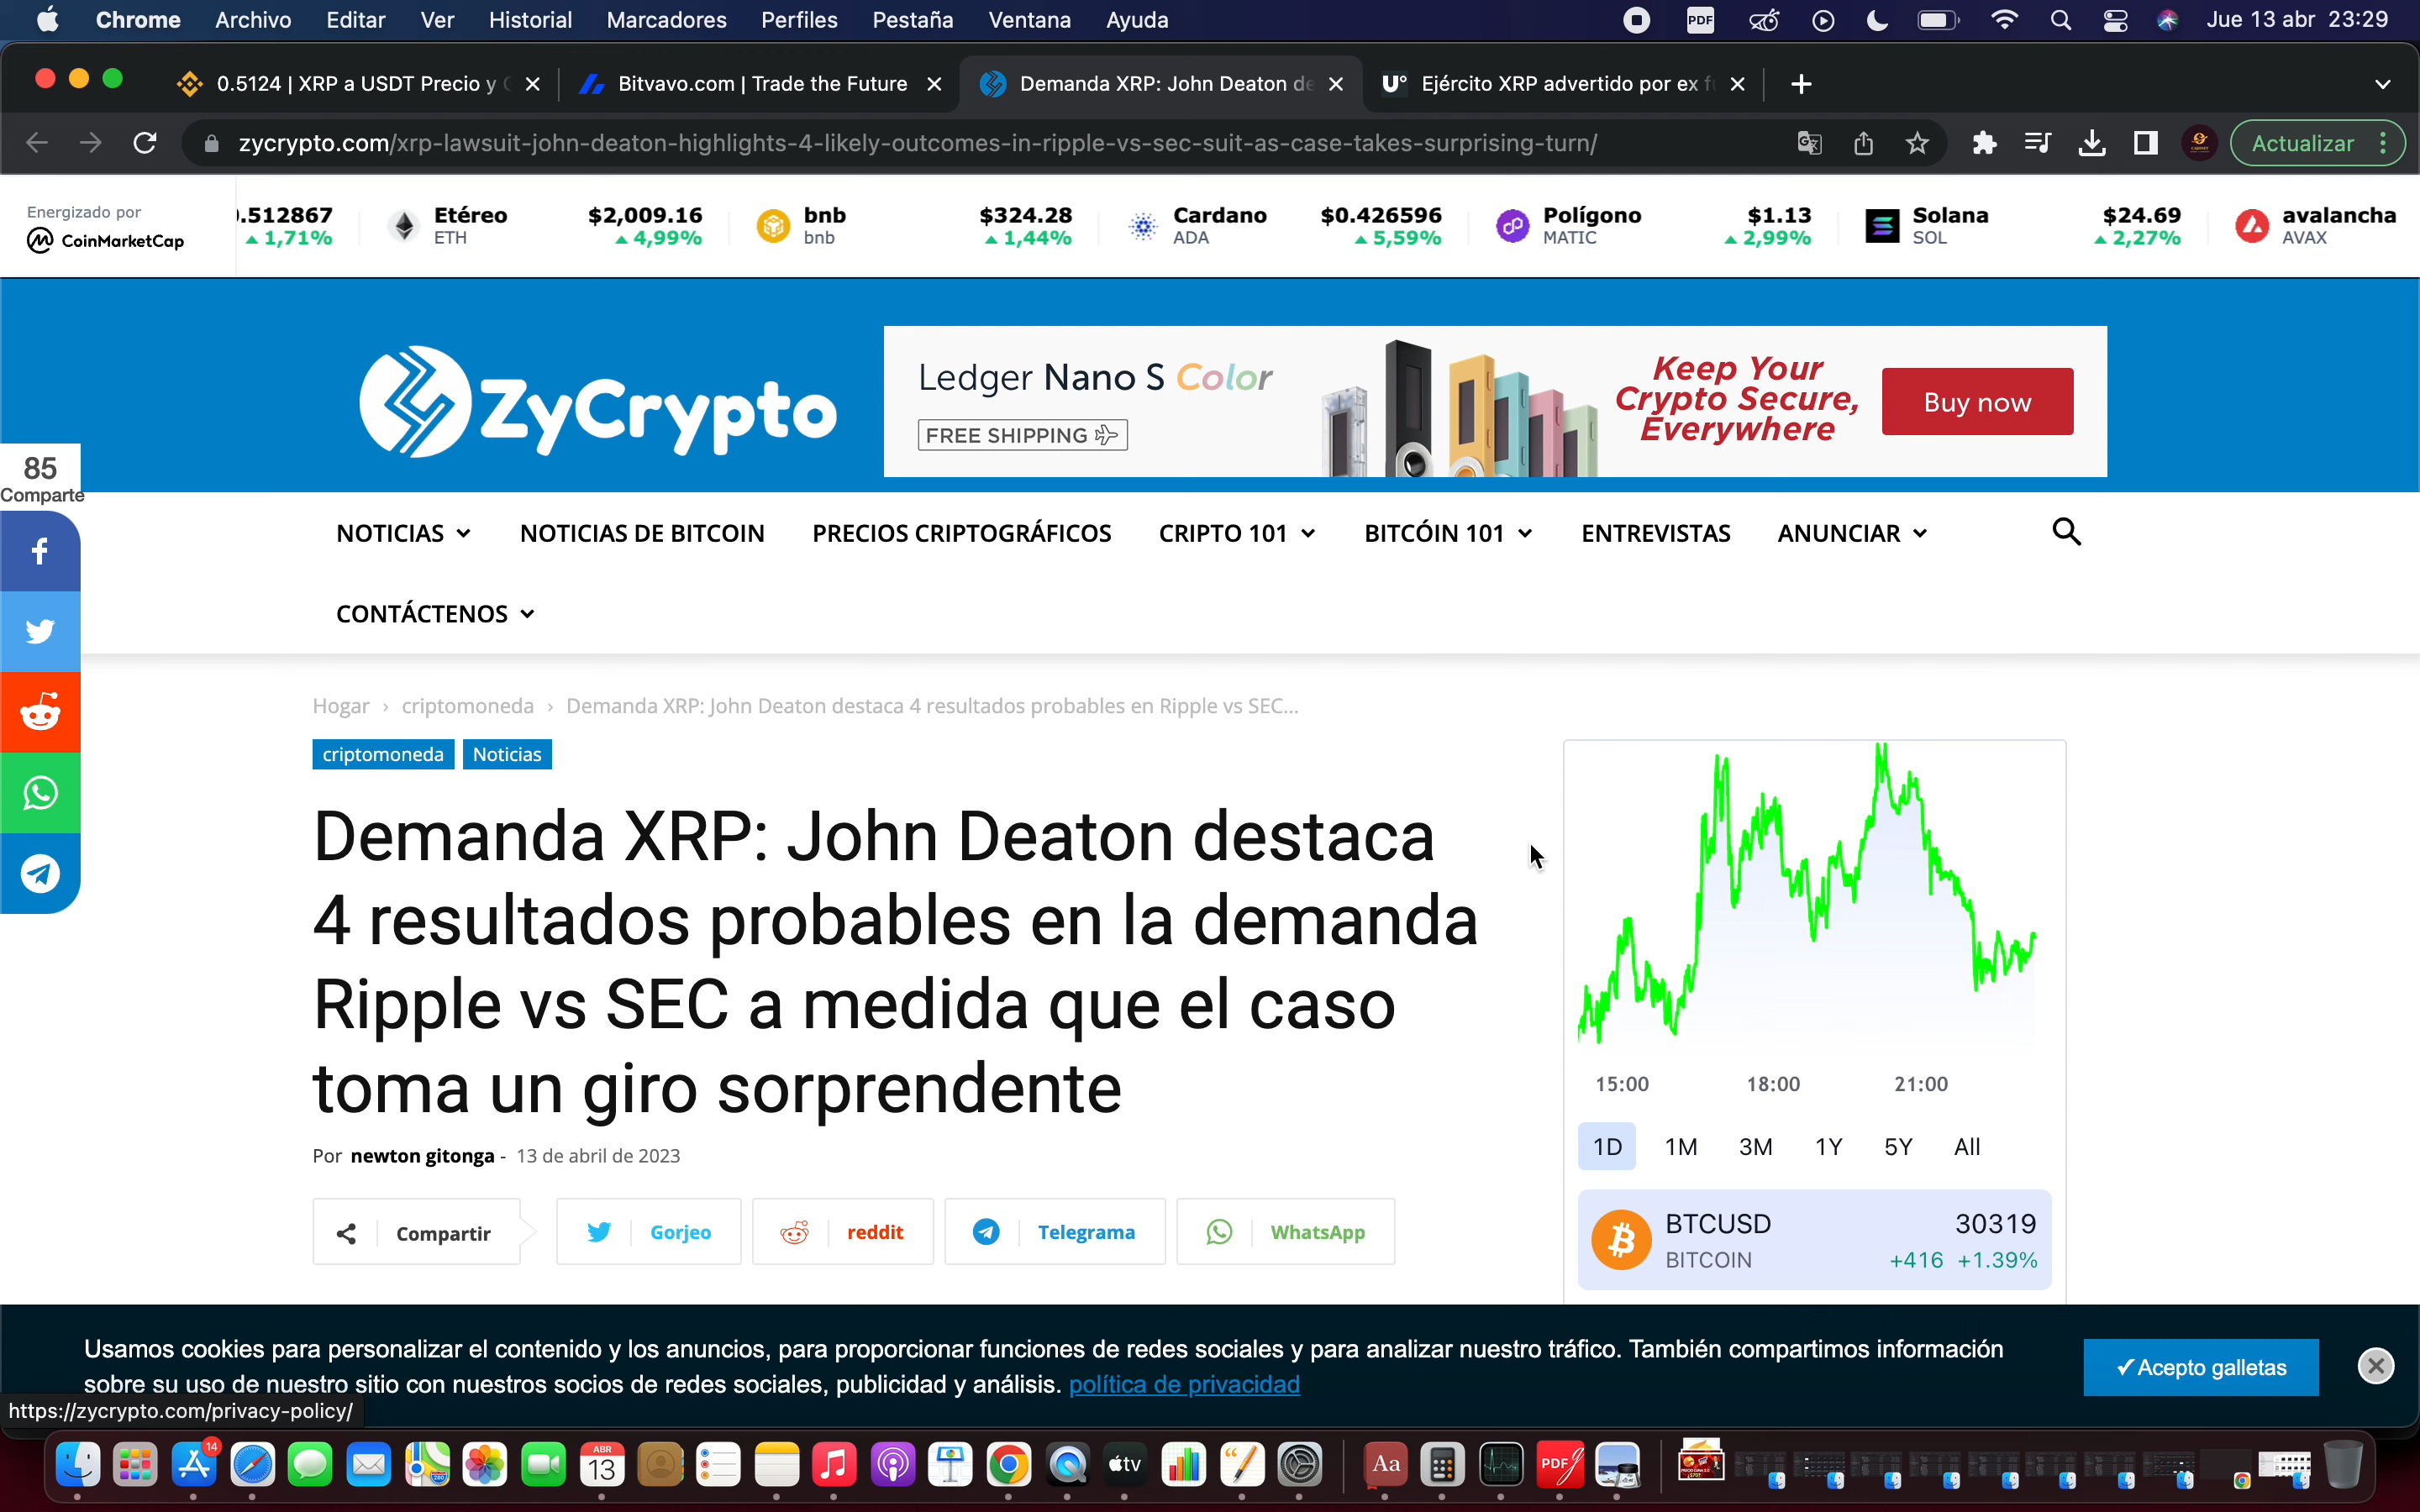 Chrome Archivo Editar Ver Historial Marcadores Perfiles Pestaña Ventana Ayuda PDF Jue 13 abr 23:29
0.5124 | XRP a USDT Precio y Bitvavo.com | Trade the Future Demanda XRP: John Deaton de U° Ejército XRP advertido por ex
zycrypto.com/xrp-lawsuit-john-deaton-highlights-4-likely-outcomes-in-ripple-vs-sec-suit-as-case-takes-surprising-turn/ Actualizar
Energizado por
CoinMarketCap
.512867 Etéreo $2,009.16 bnb $324.28 Cardano $0.426596 Polígono $1.13 Solana $24.69 avalancha
1,71% ETH 4,99% bnb 1,44% ADA 5,59% MATIC 2,99% SOL 2,27% AVAX
ZyCrypto
Ledger Nano S Color
FREE SHIPPING
Keep Your
Crypto Secure,
Everywhere
Buy now
85
Comparte
NOTICIAS NOTICIAS DE BITCOIN PRECIOS CRIPTOGRÁFICOS CRIPTO 101 BITCÓIN 101 ENTREVISTAS ANUNCIAR
CONTÁCTENOS
Hogar › criptomoneda › Demanda XRP: John Deaton destaca 4 resultados probables en Ripple vs SEC...
criptomoneda Noticias
Demanda XRP: John Deaton destaca
4 resultados probables en la demanda
Ripple vs SEC a medida que el caso
toma un giro sorprendente
Por newton gitonga - 13 de abril de 2023
Compartir Gorjeo reddit Telegrama WhatsApp
15:00 18:00 21:00
1D 1M 3M 1Y 5Y All
BTCUSD 30319
BITCOIN +416 +1.39%
Usamos cookies para personalizar el contenido y los anuncios, para proporcionar funciones de redes sociales y para analizar nuestro tráfico. También compartimos información
sobre su uso de nuestro sitio con nuestros socios de redes sociales, publicidad y análisis. política de privacidad
✓Acepto galletas
https://zycrypto.com/privacy-policy/
14
ABR
13
tv
Aa
PDF